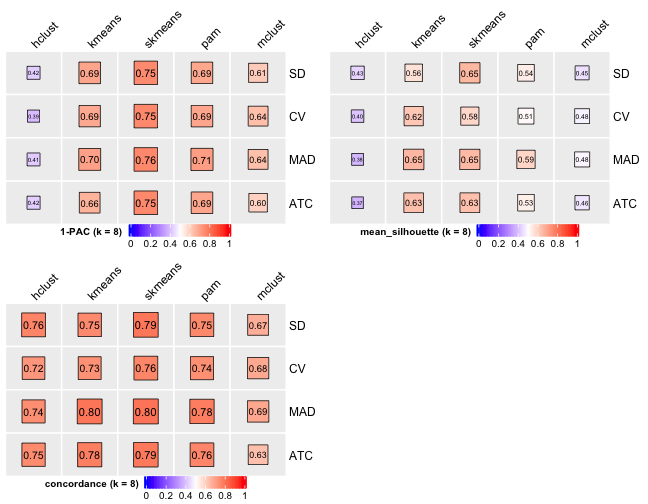 hclust kmeans skmeans pam mclust
0.42 0.69 0.75 0.69 0.61 SD
0.39 0.69 0.75 0.69 0.64 CV
0.41 0.70 0.76 0.71 0.64 MAD
0.42 0.66 0.75 0.69 0.60 ATC
1-PAC (k = 8)
0 0.2 0.4 0.6 0.8 1
hclust kmeans skmeans pam mclust
0.43 0.56 0.65 0.54 0.45 SD
0.40 0.62 0.58 0.51 0.48 CV
0.38 0.65 0.65 0.59 0.48 MAD
0.37 0.63 0.63 0.53 0.46 ATC
mean_silhouette (k = 8)
0 0.2 0.4 0.6 0.8 1
hclust kmeans skmeans pam mclust
0.76 0.75 0.79 0.75 0.67 SD
0.72 0.73 0.76 0.74 0.68 CV
0.74 0.80 0.80 0.78 0.69 MAD
0.75 0.78 0.79 0.76 0.63 ATC
concordance (k = 8)
0 0.2 0.4 0.6 0.8 1